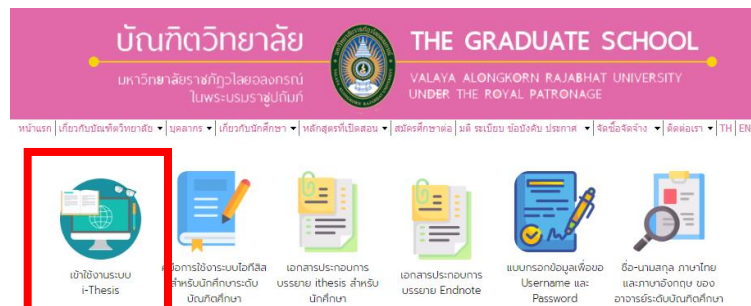 บัณฑิตวิทยาลัย
มหาวิทยาลัยราชภัฏวไลยอลงกรณ์
ในพระบรมราชูปถัมภ์
THE GRADUATE SCHOOL
VALAYA ALONGKORN RAJABHAT UNIVERSITY
UNDER THE ROYAL PATRONAGE
หน้าแรก | เกี่ยวกับบัณฑิตวิทยาลัย | บุคลากร | เกี่ยวกับนักศึกษา | หลักสูตรที่เปิดสอน | สมัครศึกษาต่อ | มติ ระเบียบ ข้อบังคับ ประกาศ | จัดซื้อจัดจ้าง | ติดต่อเรา | TH | EN
เข้าใช้งานระบบ
i-Thesis
การใช้งาระบบไอทีสิส
สำหรับนักศึกษาระดับ
บัณฑิตศึกษา
เอกสารประกอบการ
บรรยาย ithesis สำหรับ
นักศึกษา
เอกสารประกอบการ
บรรยาย Endnote
แบบกรอกข้อมูลเพื่อขอ
Username และ
Password
ชื่อ-นามสกุล ภาษาไทย
และภาษาอังกฤษ ของ
อาจารย์ระดับบัณฑิตศึกษา